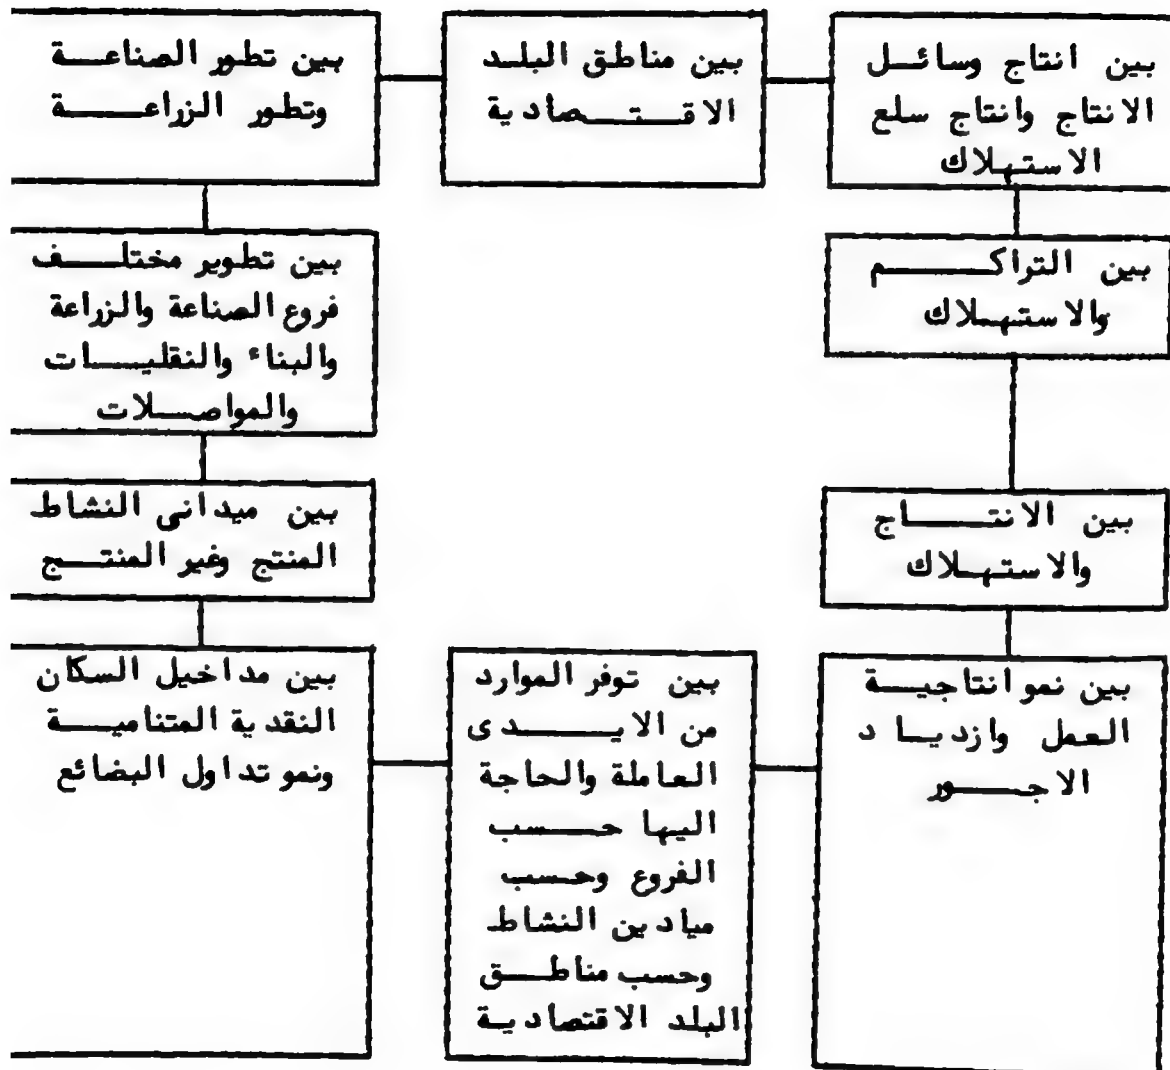 بين انتاج وسائل
الانتاج وانتاج سلع
الاستهلاك
بين مناطق البلد
الاقتصادية
بين تطور الصناعة
وتطور الزراعة
بين التراكم
والاستهلاك
بين تطوير مختلف
فروع الصناعة والزراعة
والبناء والنقليات
والمواصلات
بين الانتاج
والاستهلاك
بين ميدانى النشاط
المنتج وغير المنتج
بين نمو انتاجية
العمل وازدياد
الاجور
بين توفر الموارد
من الايدى
العاملة والحاجة
اليها حسب
الفروع وحسب
ميادين النشاط
وحسب مناطق
البلد الاقتصادية
بين مداخيل السكان
النقدية المتنامية
ونمو تداول البضائع